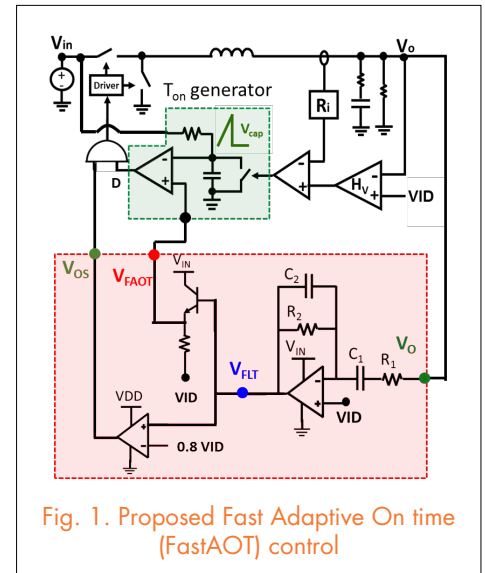 Vin
Vo
Driver
Ton generator
Ri
Vcap
-
+
D
-
+
-
Hv+
VID
VOS
VFAOT
VIN
C2
R2
VIN
C1
R1
VO
VFLT
-
+
VID
VID
VDD
+
-
0.8 VID
Fig. 1. Proposed Fast Adaptive On time
(FastAOT) control